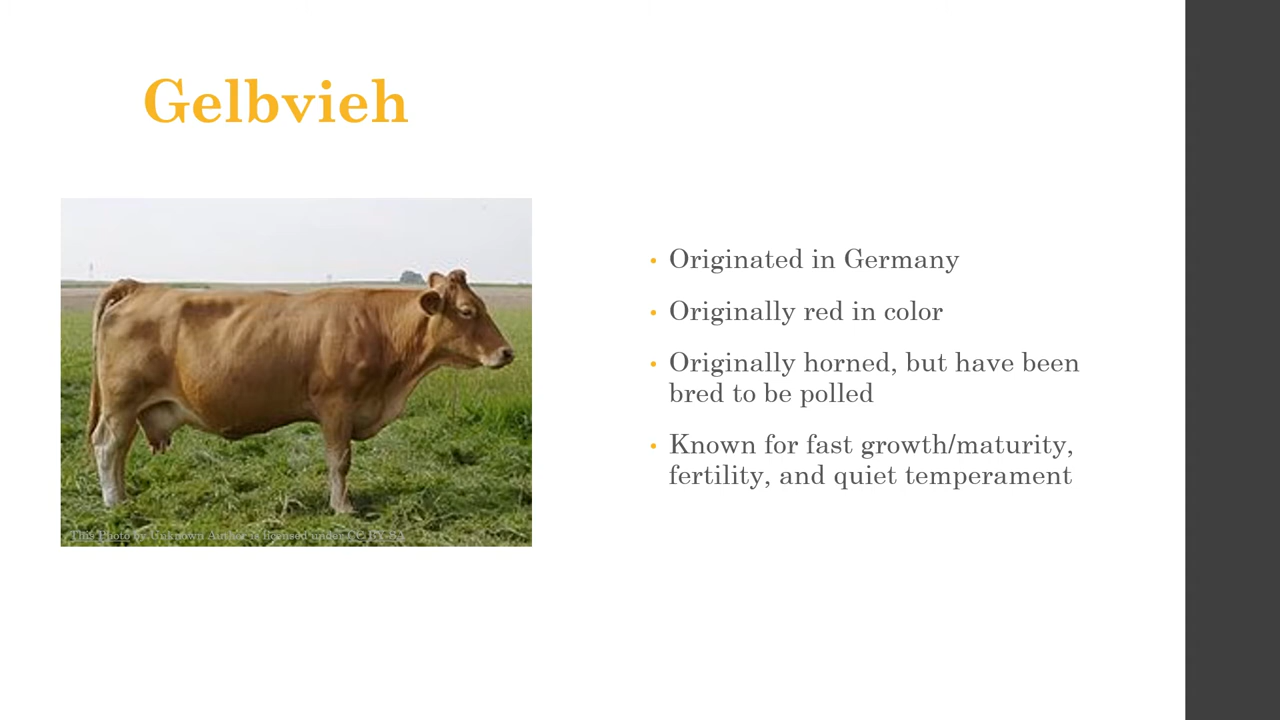 Gelbvieh
• Originated in Germany
• Originally red in color
• Originally horned, but have been
bred to be polled
• Known for fast growth/maturity,
fertility, and quiet temperament
This Photo by Unknown Author is licensed under CC BY-SA